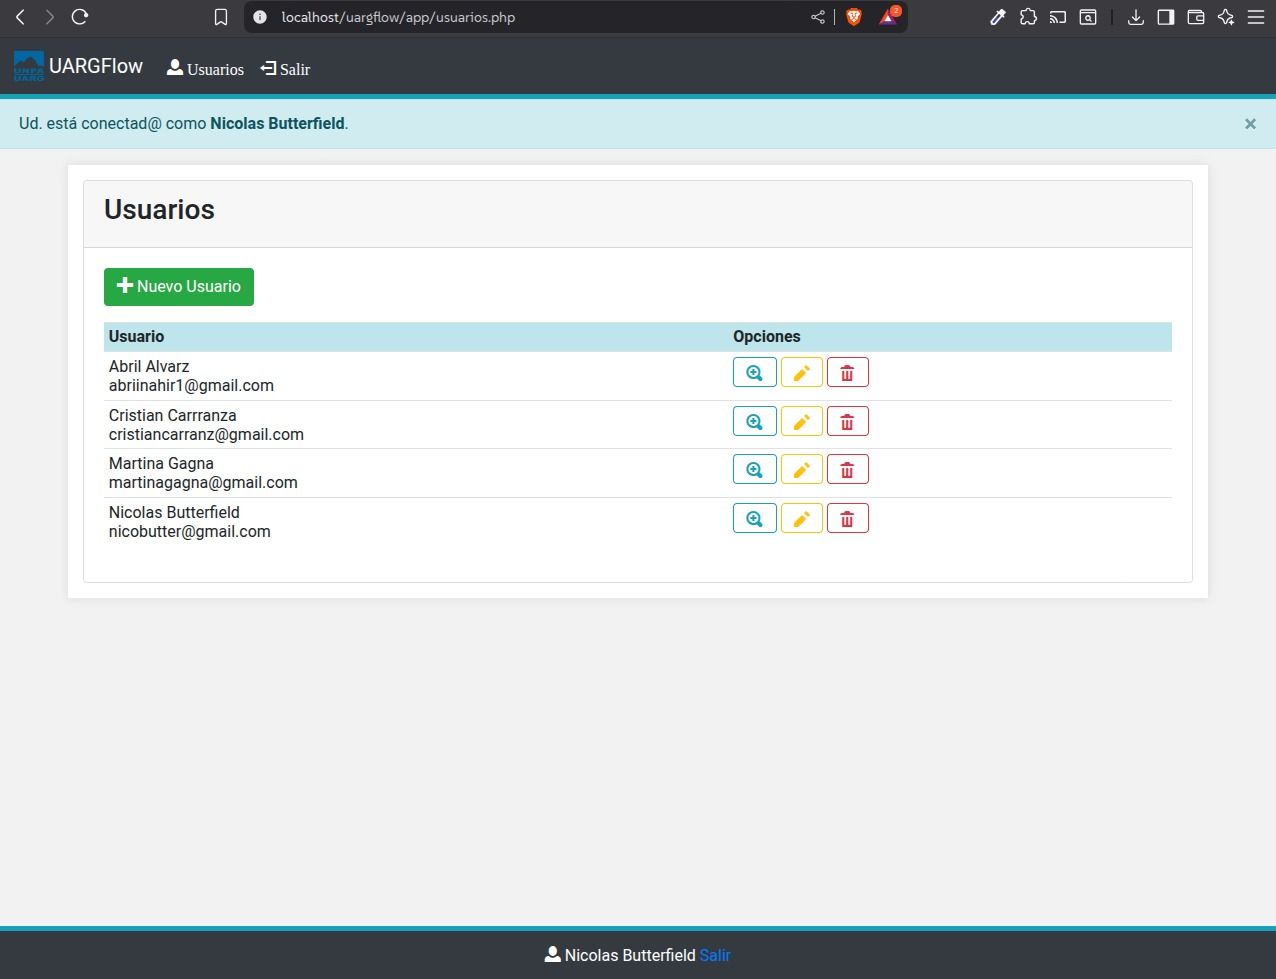 localhost/uargflow/app/usuarios.php
2
UNPA
UARG
UARGFlow
Usuarios
Salir
Ud. está conectad@ como Nicolas Butterfield.
×
Usuarios
Nuevo Usuario
Usuario Opciones
Abril Alvarz
abriinahir1@gmail.com
Cristian Carrranza
cristiancarranz@gmail.com
Martina Gagna
martinagagna@gmail.com
Nicolas Butterfield
nicobutter@gmail.com
Nicolas Butterfield Salir